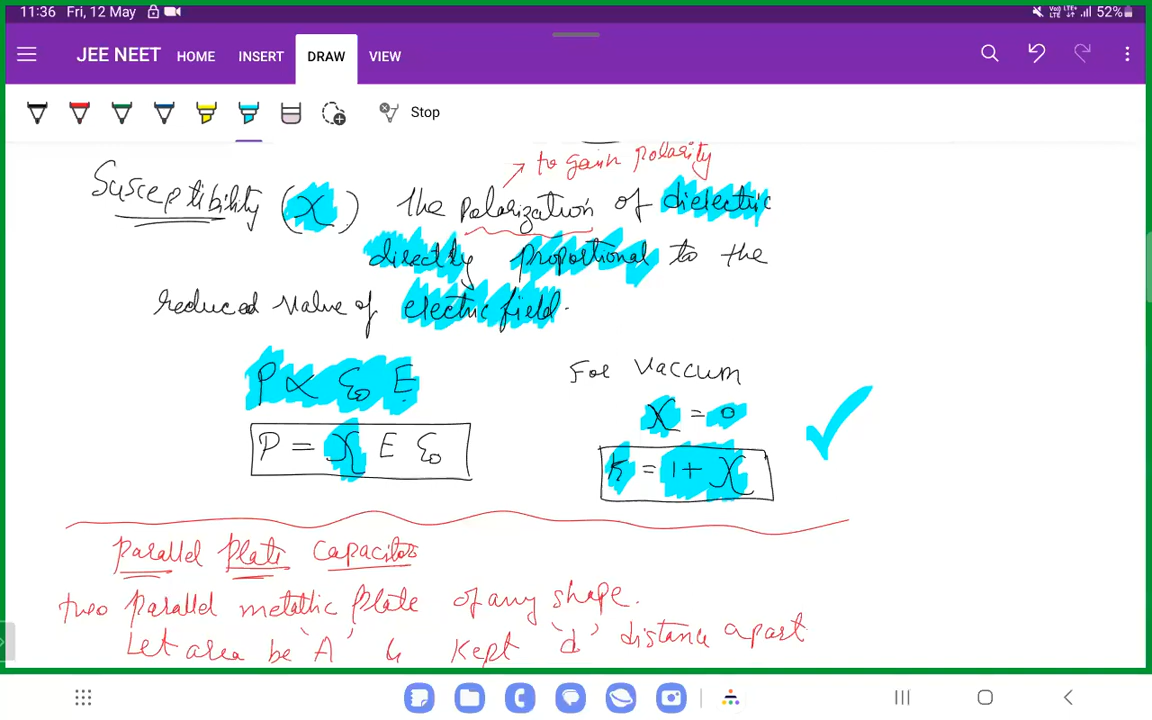 11:36 Fri, 12 May 52%
JEE NEET HOME INSERT DRAW VIEW
Stop
to gain polarity
Susceptibility (χ) the polarization of dielectric
directly proportional to the
reduced value of electric field.
P ∝ ε₀ E
P = χ E ε₀
For Vaccum
χ = 0
K = 1 + χ
Parallel Plate Capacitor
two parallel metallic Plate of any shape.
Let area be 'A' & Kept 'd' distance apart